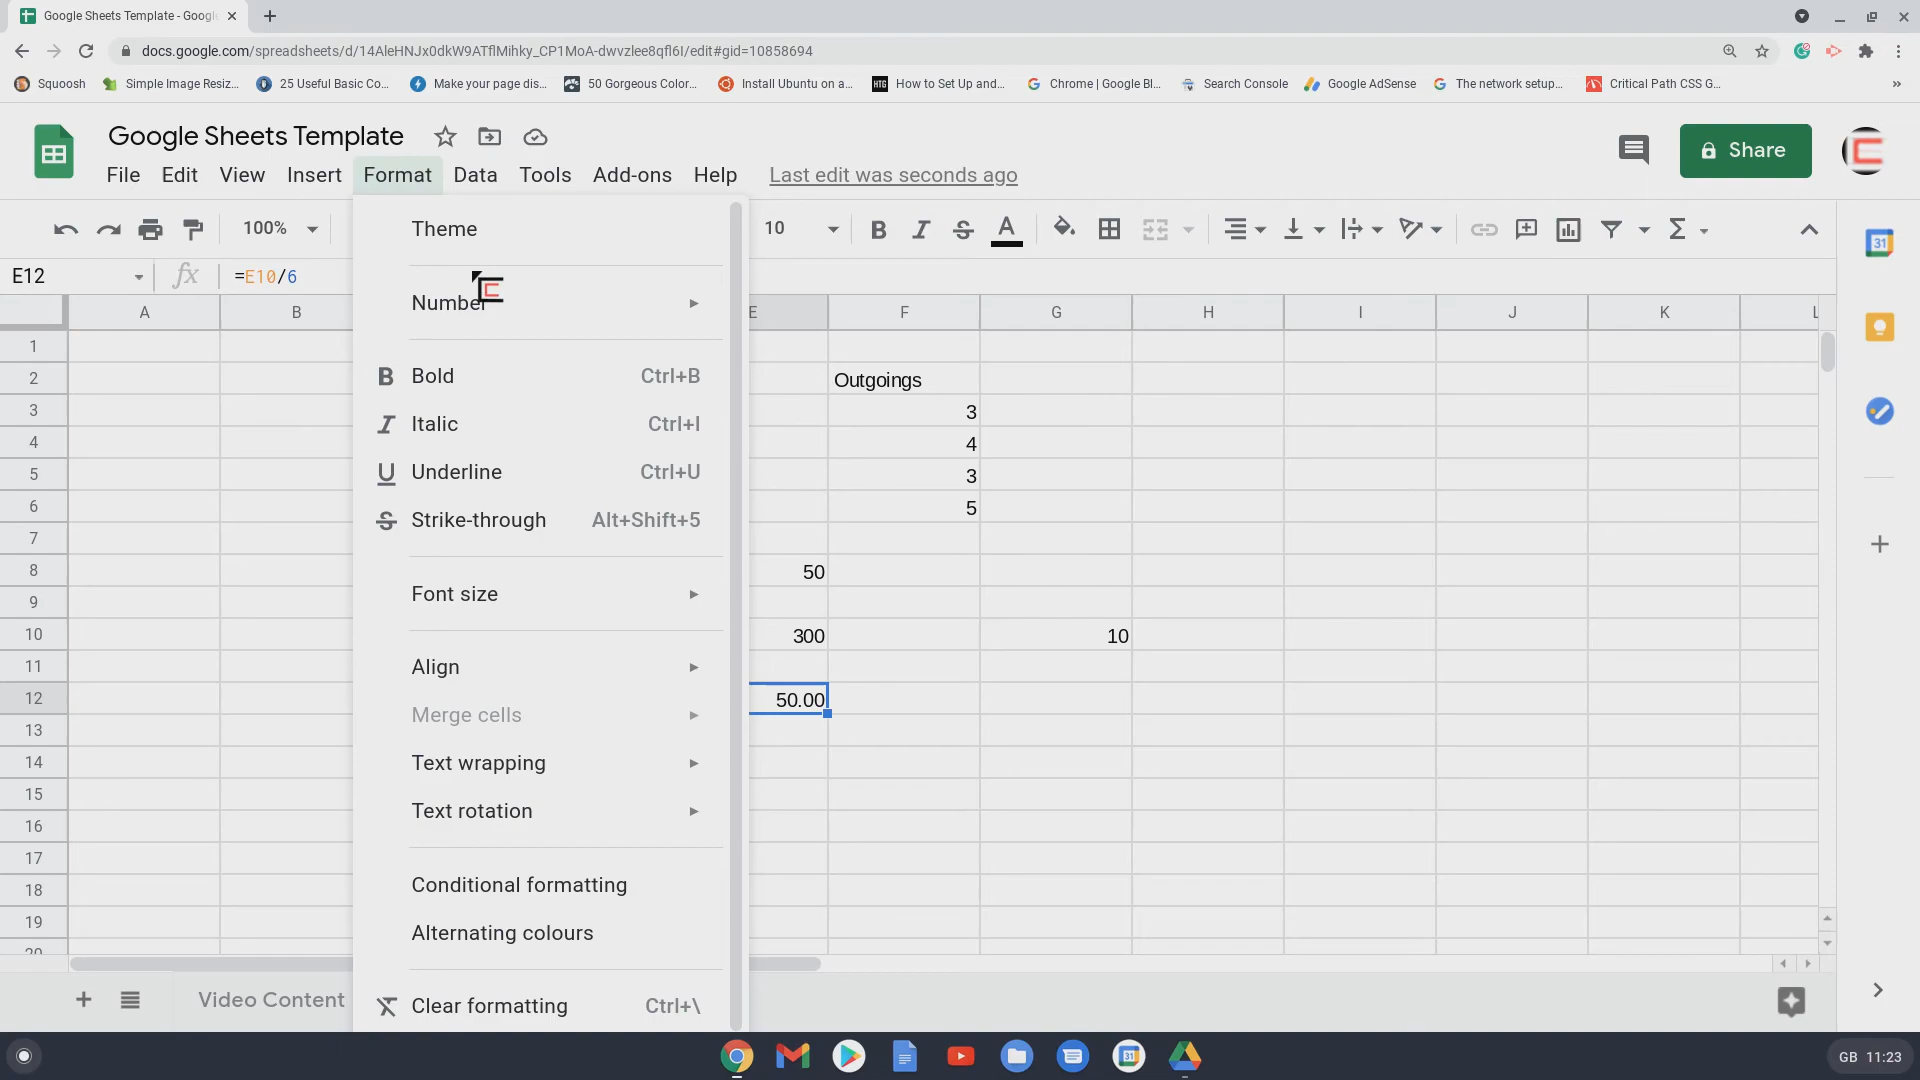 Google Sheets Template - Googl
docs.google.com/spreadsheets/d/14AleHNJx0dkW9ATflMihky_CP1MoA-dwvzlee8qfl6I/edit#gid=10858694
Squoosh Simple Image Resiz... 25 Useful Basic Co... Make your page dis... 50 Gorgeous Color... Install Ubuntu on a... HTG How to Set Up and... Chrome | Google Bl... Search Console Google AdSense The network setup... Critical Path CSS G... »
Google Sheets Template
Share
File Edit View Insert Format Data Tools Add-ons Help Last edit was seconds ago
100% 10 B I S A Σ
31
E12 fx =E10/6
A B E F G H I J K L
Theme
Number
Bold Ctrl+B
Italic Ctrl+I
Underline Ctrl+U
Strike-through Alt+Shift+5
Font size
Align
Merge cells
Text wrapping
Text rotation
Conditional formatting
Alternating colours
Clear formatting Ctrl+\
1
2 Outgoings
3 3
4 4
5 3
6 5
7
8 50
9
10 300 10
11
12 50.00
13
14
15
16
17
18
19
20
Video Content
31
GB 11:23